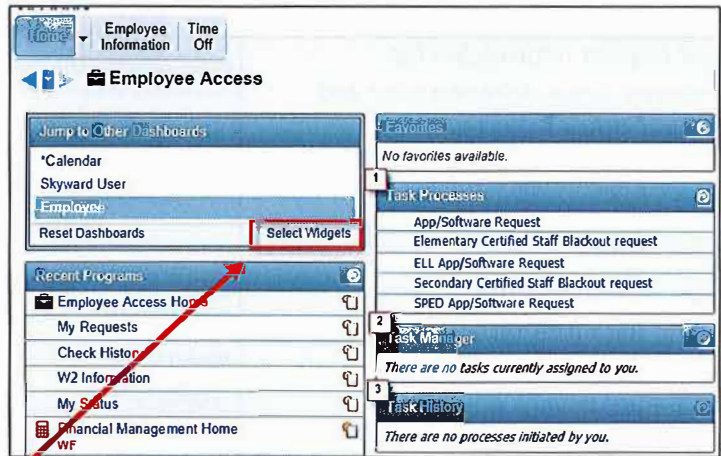 Home
Employee Information
Time Off
Employee Access
Jump to Other Dashboards
*Calendar
Skyward User
Employee
Reset Dashboards Select Widgets
Recent Programs
Employee Access Home
My Requests
Check History
W2 Information
My Status
Financial Management Home
WF
Favorites
No favorites available.
1
Task Processes
App/Software Request
Elementary Certified Staff Blackout request
ELL App/Software Request
Secondary Certified Staff Blackout request
SPED App/Software Request
2
Task Manager
There are no tasks currently assigned to you.
3
Task History
There are no processes initiated by you.